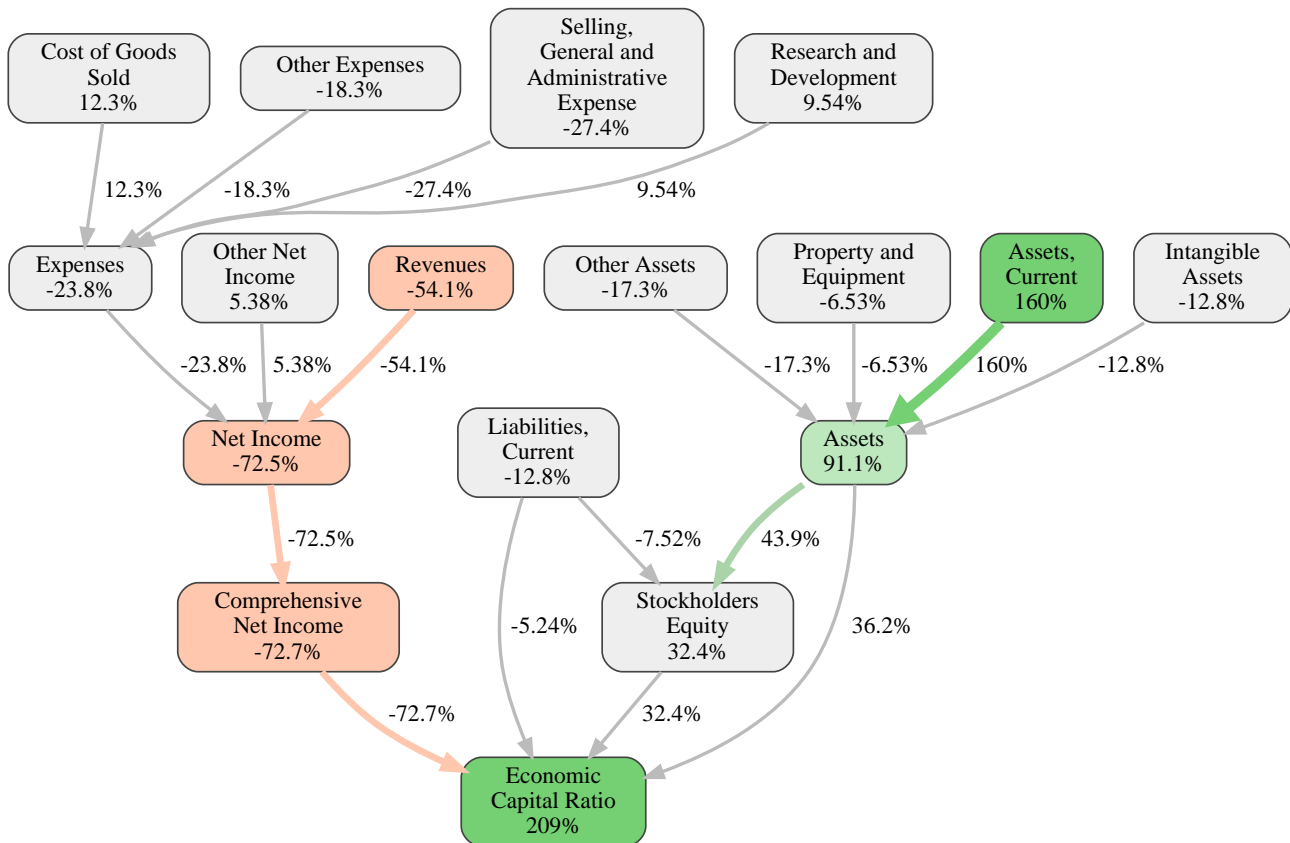 Cost of Goods
Sold
12.3%
Other Expenses
-18.3%
Selling,
General and
Administrative
Expense
-27.4%
Research and
Development
9.54%
12.3%
-18.3%
-27.4%
9.54%
Expenses
-23.8%
Other Net
Income
5.38%
Revenues
-54.1%
Other Assets
-17.3%
Property and
Equipment
-6.53%
Assets,
Current
160%
Intangible
Assets
-12.8%
-23.8%
5.38%
-54.1%
-17.3%
-6.53%
160%
-12.8%
Net Income
-72.5%
Liabilities,
Current
-12.8%
Assets
91.1%
-72.5%
-7.52%
43.9%
Comprehensive
Net Income
-72.7%
-5.24%
Stockholders
Equity
32.4%
36.2%
-72.7%
32.4%
Economic
Capital Ratio
209%